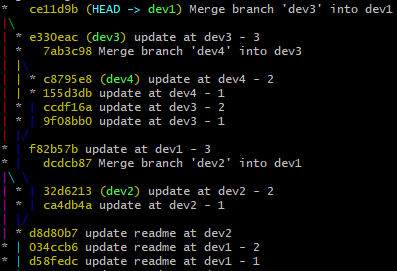 * ce11d9b (HEAD -> dev1) Merge branch 'dev3' into dev1
|\
| * e330eac (dev3) update at dev3 - 3
| * 7ab3c98 Merge branch 'dev4' into dev3
| |\
| | * c8795e8 (dev4) update at dev4 - 2
| | * 155d3db update at dev4 - 1
| * | ccdf16a update at dev3 - 2
| * | 9f08bb0 update at dev3 - 1
| |/
* | f82b57b update at dev1 - 3
* | dcdcb87 Merge branch 'dev2' into dev1
|\ \
| * | 32d6213 (dev2) update at dev2 - 2
| * | ca4db4a update at dev2 - 1
| |/
| * d8d80b7 update readme at dev2
* | 034ccb6 update readme at dev1 - 2
* | d58fedc update readme at dev1 - 1